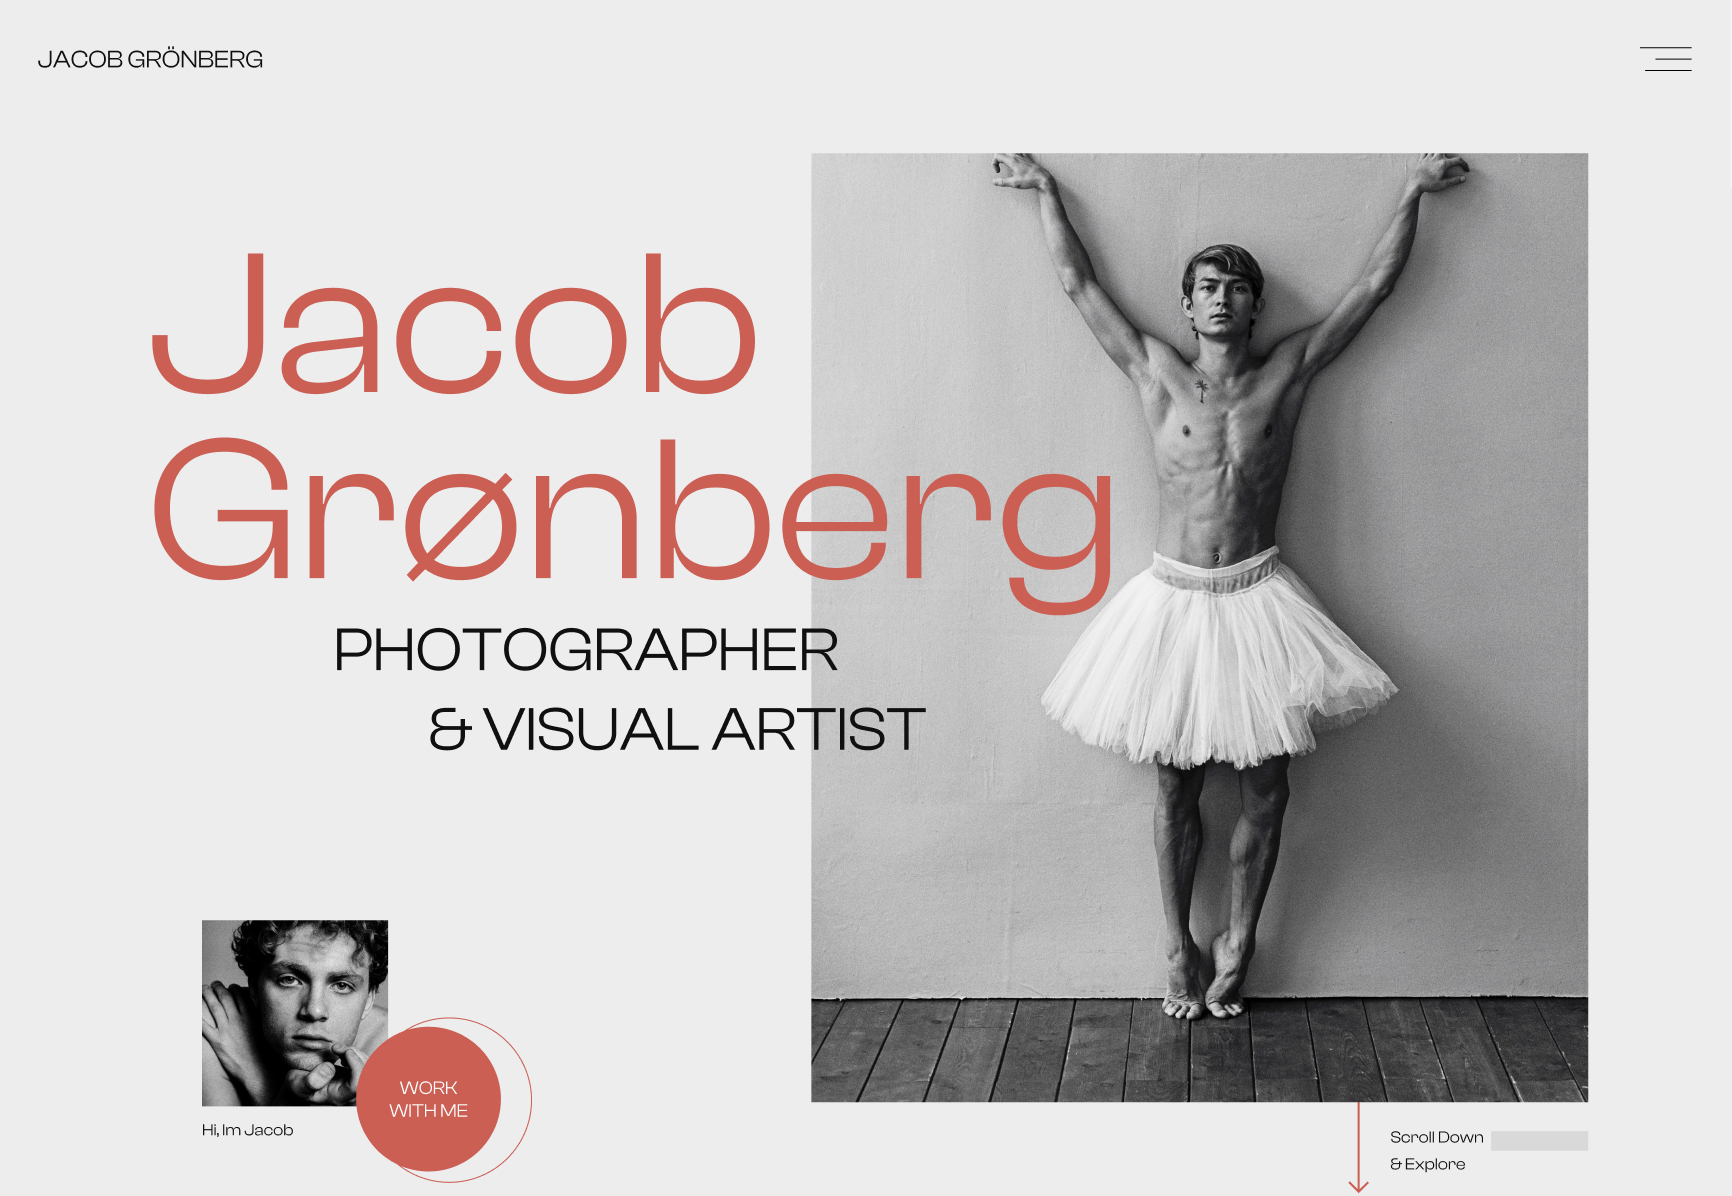 JACOB GRÖNBERG
Jacob
Grønberg
PHOTOGRAPHER
& VISUAL ARTIST
WORK
WITH ME
Hi, Im Jacob
Scroll Down
& Explore